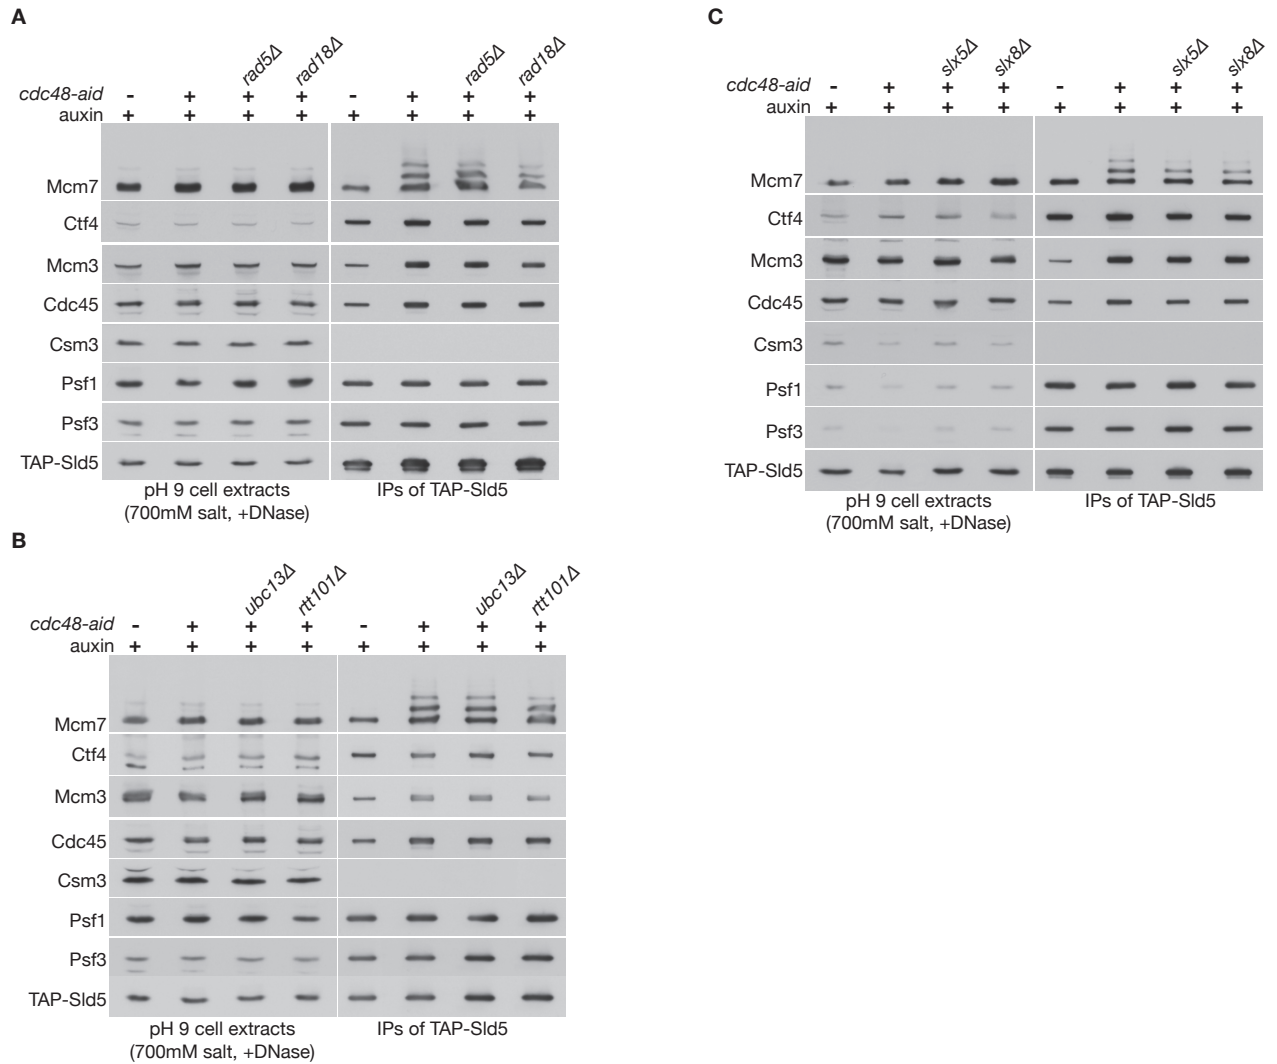 A
rad5Δ rad18Δ rad5Δ rad18Δ
cdc48-aid - + + + - + + +
auxin + + + + + + + +
Mcm7
Ctf4
Mcm3
Cdc45
Csm3
Psf1
Psf3
TAP-Sld5
pH 9 cell extracts
(700mM salt, +DNase)
IPs of TAP-Sld5
B
ubc13Δ rtt101Δ ubc13Δ rtt101Δ
cdc48-aid - + + + - + + +
auxin + + + + + + + +
Mcm7
Ctf4
Mcm3
Cdc45
Csm3
Psf1
Psf3
TAP-Sld5
pH 9 cell extracts
(700mM salt, +DNase)
IPs of TAP-Sld5
C
slx5Δ slx8Δ slx5Δ slx8Δ
cdc48-aid - + + + - + + +
auxin + + + + + + + +
Mcm7
Ctf4
Mcm3
Cdc45
Csm3
Psf1
Psf3
TAP-Sld5
pH 9 cell extracts
(700mM salt, +DNase)
IPs of TAP-Sld5